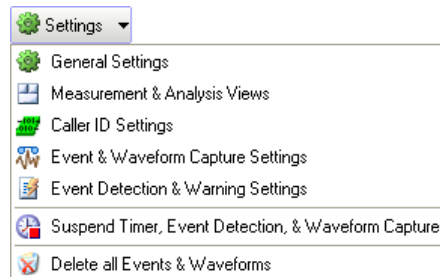 Settings
General Settings
Measurement & Analysis Views
Caller ID Settings
Event & Waveform Capture Settings
Event Detection & Warning Settings
Suspend Timer, Event Detection, & Waveform Capture
Delete all Events & Waveforms